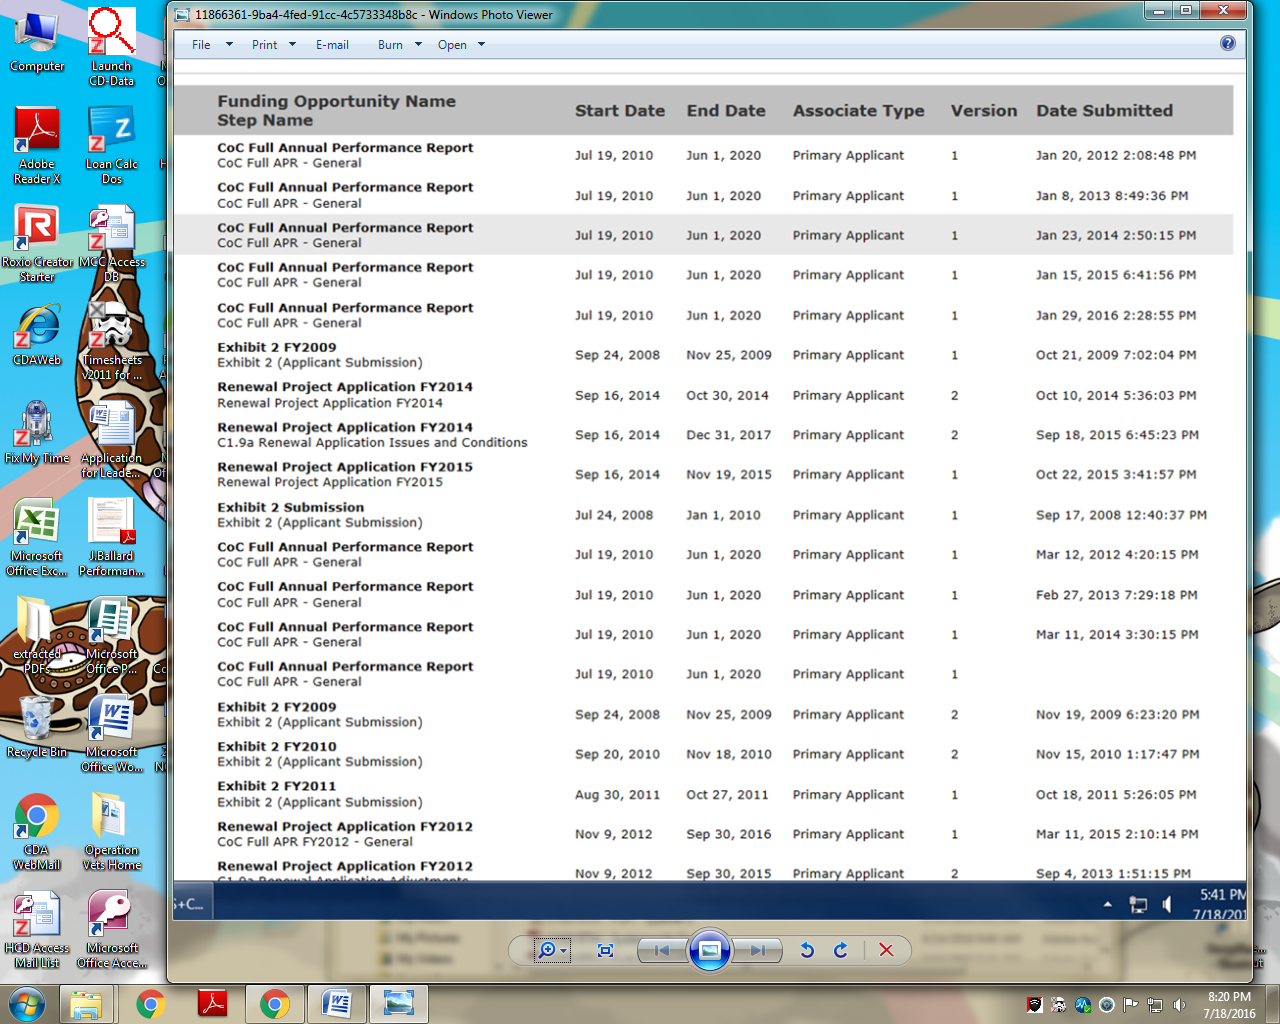 11866361-9ba4-4fed-91cc-4c5733348b8c - Windows Photo Viewer
File Print E-mail Burn Open
Computer
Launch CD-Data
Adobe Reader X
Loan Calc Dos
Roxio Creator Starter
MCC Access DB
CDAWeb
Timesheets v2011 for ...
Fix My Time
Application for Leade...
Microsoft Office Exc...
J.Ballard Performan...
extracted PDFs
Microsoft Office P...
Recycle Bin
Microsoft Office Wo...
CDA WebMail
Operation Vets Home
HCD Access Mail List
Microsoft Office Acce...
Funding Opportunity Name
Step Name Start Date End Date Associate Type Version Date Submitted
CoC Full Annual Performance Report
CoC Full APR - General Jul 19, 2010 Jun 1, 2020 Primary Applicant 1 Jan 20, 2012 2:08:48 PM
CoC Full Annual Performance Report
CoC Full APR - General Jul 19, 2010 Jun 1, 2020 Primary Applicant 1 Jan 8, 2013 8:49:36 PM
CoC Full Annual Performance Report
CoC Full APR - General Jul 19, 2010 Jun 1, 2020 Primary Applicant 1 Jan 23, 2014 2:50:15 PM
CoC Full Annual Performance Report
CoC Full APR - General Jul 19, 2010 Jun 1, 2020 Primary Applicant 1 Jan 15, 2015 6:41:56 PM
CoC Full Annual Performance Report
CoC Full APR - General Jul 19, 2010 Jun 1, 2020 Primary Applicant 1 Jan 29, 2016 2:28:55 PM
Exhibit 2 FY2009
Exhibit 2 (Applicant Submission) Sep 24, 2008 Nov 25, 2009 Primary Applicant 1 Oct 21, 2009 7:02:04 PM
Renewal Project Application FY2014
Renewal Project Application FY2014 Sep 16, 2014 Oct 30, 2014 Primary Applicant 2 Oct 10, 2014 5:36:03 PM
Renewal Project Application FY2014
C1.9a Renewal Application Issues and Conditions Sep 16, 2014 Dec 31, 2017 Primary Applicant 2 Sep 18, 2015 6:45:23 PM
Renewal Project Application FY2015
Renewal Project Application FY2015 Sep 16, 2014 Nov 19, 2015 Primary Applicant 1 Oct 22, 2015 3:41:57 PM
Exhibit 2 Submission
Exhibit 2 (Applicant Submission) Jul 24, 2008 Jan 1, 2010 Primary Applicant 1 Sep 17, 2008 12:40:37 PM
CoC Full Annual Performance Report
CoC Full APR - General Jul 19, 2010 Jun 1, 2020 Primary Applicant 1 Mar 12, 2012 4:20:15 PM
CoC Full Annual Performance Report
CoC Full APR - General Jul 19, 2010 Jun 1, 2020 Primary Applicant 1 Feb 27, 2013 7:29:18 PM
CoC Full Annual Performance Report
CoC Full APR - General Jul 19, 2010 Jun 1, 2020 Primary Applicant 1 Mar 11, 2014 3:30:15 PM
CoC Full Annual Performance Report
CoC Full APR - General Jul 19, 2010 Jun 1, 2020 Primary Applicant 1
Exhibit 2 FY2009
Exhibit 2 (Applicant Submission) Sep 24, 2008 Nov 25, 2009 Primary Applicant 2 Nov 19, 2009 6:23:20 PM
Exhibit 2 FY2010
Exhibit 2 (Applicant Submission) Sep 20, 2010 Nov 18, 2010 Primary Applicant 2 Nov 15, 2010 1:17:47 PM
Exhibit 2 FY2011
Exhibit 2 (Applicant Submission) Aug 30, 2011 Oct 27, 2011 Primary Applicant 1 Oct 18, 2011 5:26:05 PM
Renewal Project Application FY2012
CoC Full APR FY2012 - General Nov 9, 2012 Sep 30, 2016 Primary Applicant 1 Mar 11, 2015 2:10:14 PM
Renewal Project Application FY2012
C1.9a Renewal Application Adjustments Nov 9, 2012 Sep 30, 2015 Primary Applicant 2 Sep 4, 2013 1:51:15 PM
S+C...
5:41 PM
7/18/201
8:20 PM
7/18/2016